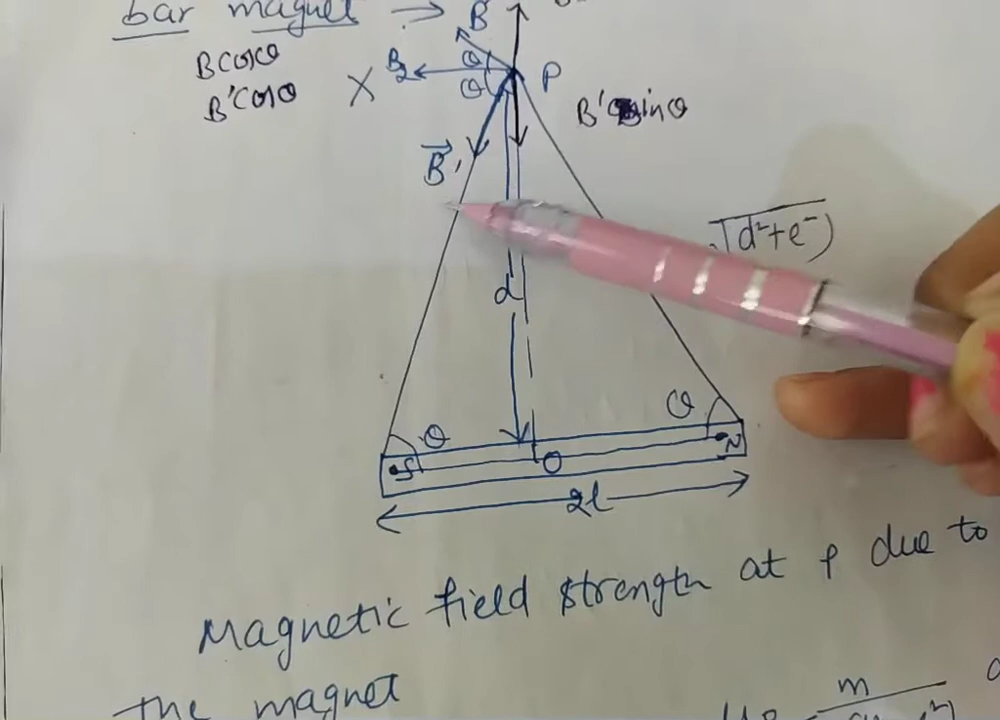 bar magnet →
B
Bcosθ
B'cosθ
B₂
θ
θ
P
B' sinθ
B'
√(d²+l²)
d
θ
θ
S
O
N
2l
Magnetic field strength at P due to
the magnet
m